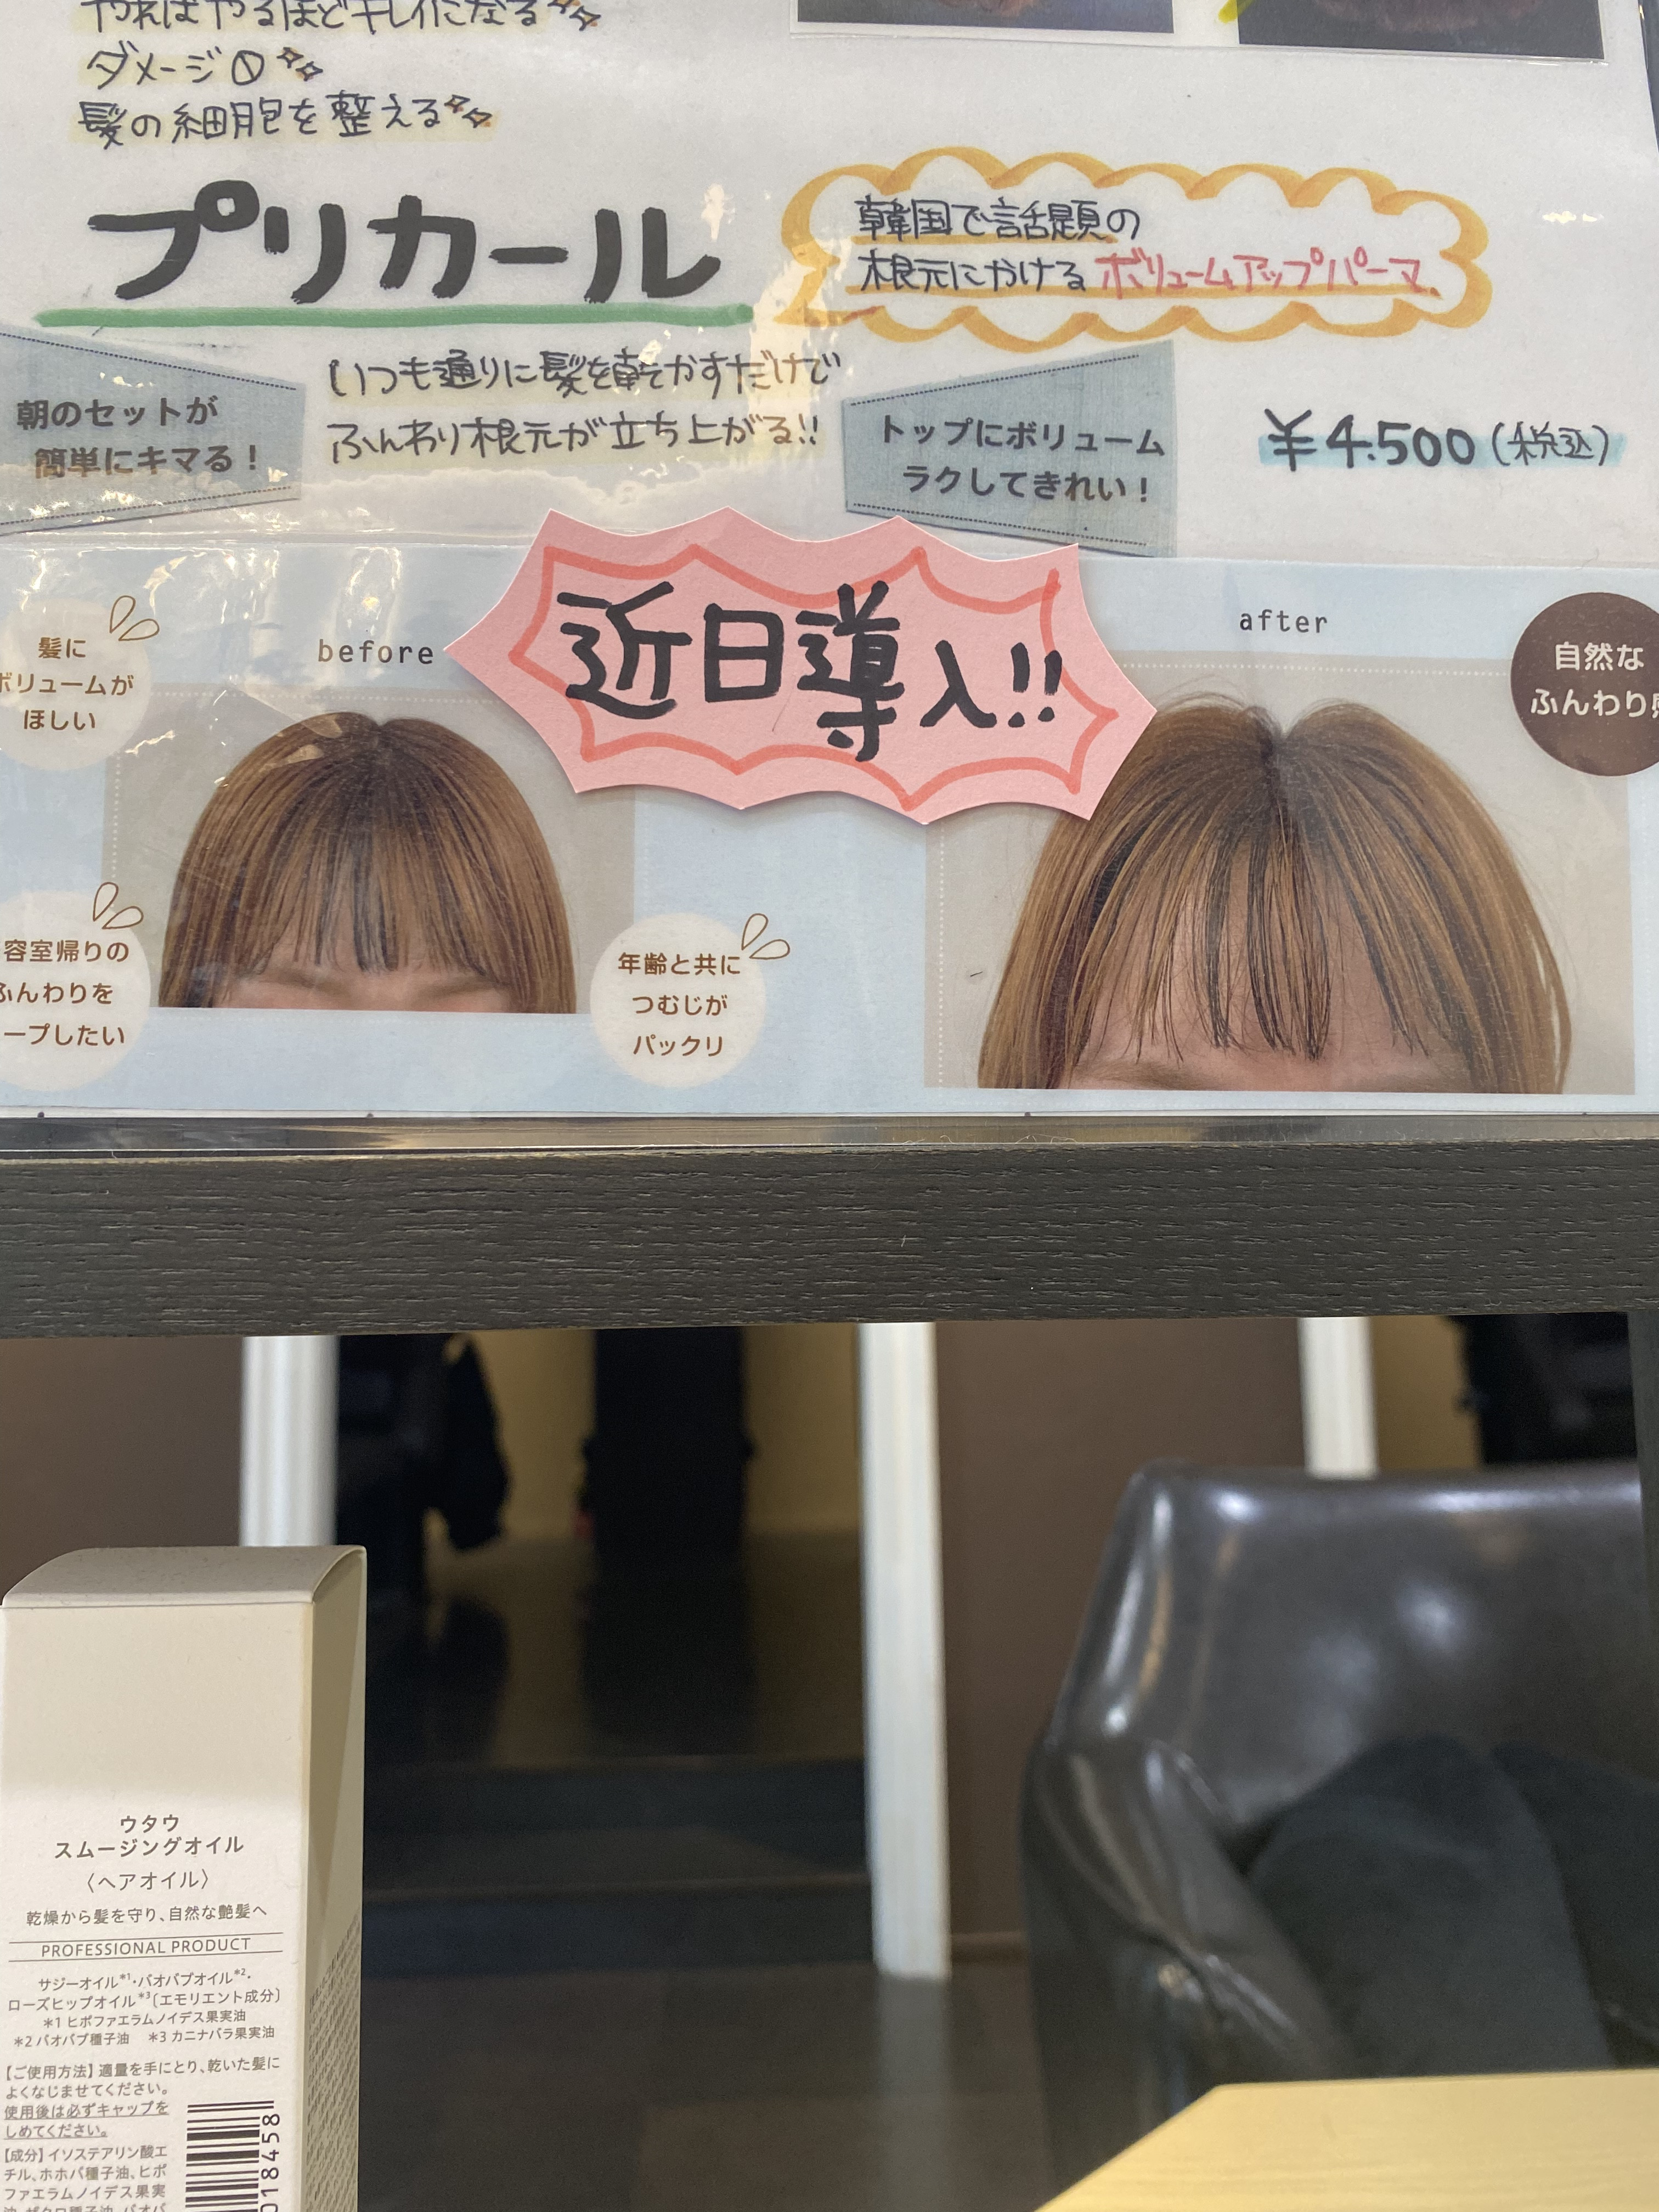 やればやるほどキレイになる
ダメージ0
髪の細胞を整える
プリカール
韓国で話題の
根元にかけるボリュームアップパーマ
朝のセットが
簡単にキマる!
いつも通りに髪を乾かすだけで
ふんわり根元が立ち上がる!!
トップにボリューム
ラクしてきれい!
¥4.500(税込)
近日導入!!
before
after
髪に
ボリュームが
ほしい
自然な
ふんわり
容室帰りの
ふんわりを
ープしたい
年齢と共に
つむじが
パックリ
ウタウ
スムージングオイル
〈ヘアオイル〉
乾燥から髪を守り、自然な艶髪へ
PROFESSIONAL PRODUCT
サジーオイル*1・バオバブオイル*2・
ローズヒップオイル*3〔エモリエント成分〕
*1 ヒポファエラムノイデス果実油
*2 バオバブ種子油 *3 カニナバラ果実油
【ご使用方法】適量を手にとり、乾いた髪に
よくなじませてください。
使用後は必ずキャップを
しめてください。
【成分】イソステアリン酸エ
チル、ホホバ種子油、ヒポ
ファエラムノイデス果実
018458